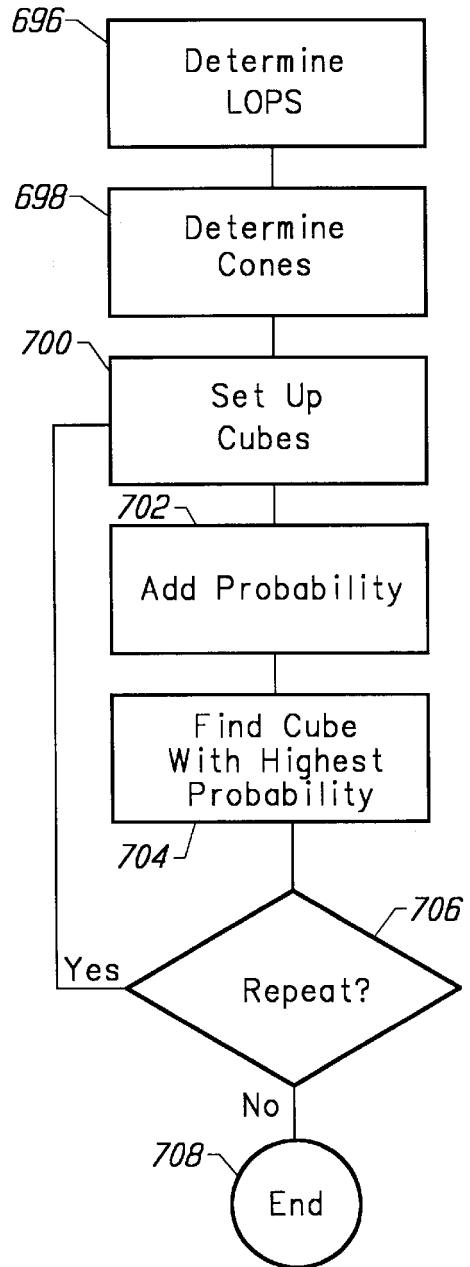 696
Determine
LOPS
698
Determine
Cones
700
Set Up
Cubes
702
Add Probability
Find Cube
With Highest
Probability
704
706
Repeat?
Yes
No
708
End